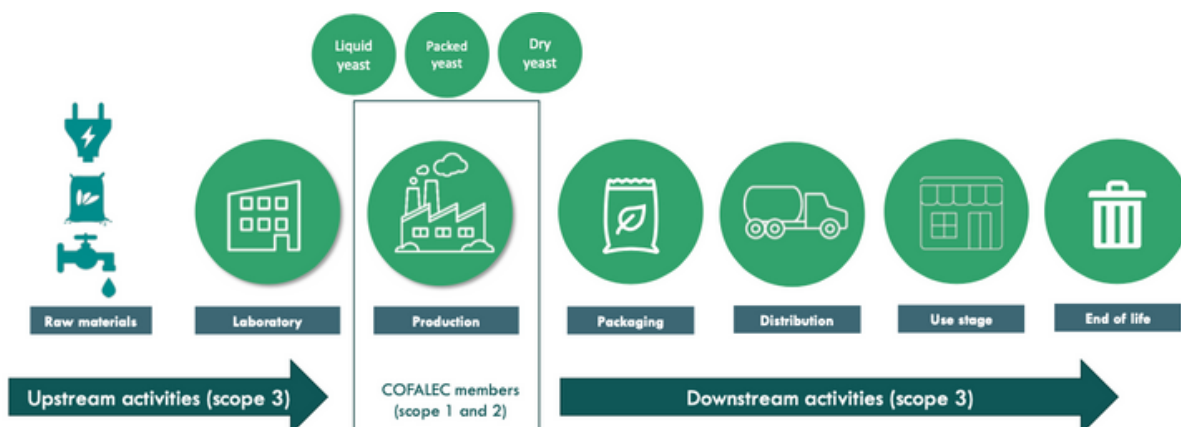 Liquid
yeast
Packed
yeast
Dry
yeast
Raw materials
Laboratory
Production
Packaging
Distribution
Use stage
End of life
Upstream activities (scope 3)
COFALEC members
(scope 1 and 2)
Downstream activities (scope 3)